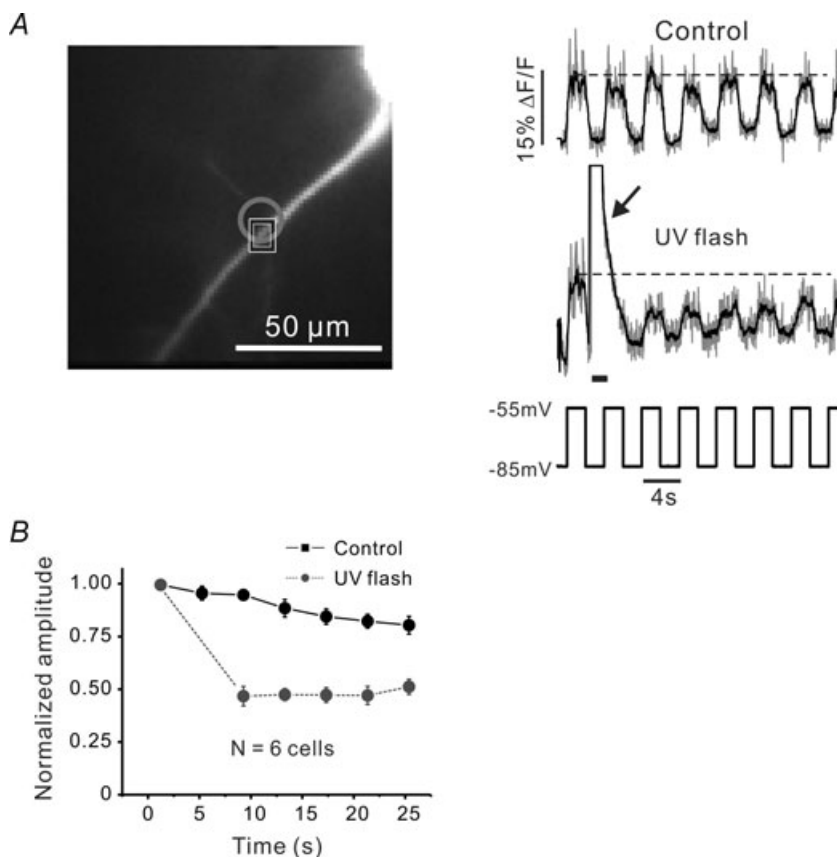 A
50 µm
Control
15% ΔF/F
UV flash
-55mV
-85mV
4s
B
Control
UV flash
Normalized amplitude
1.00
0.75
0.50
0.25
0
N = 6 cells
0 5 10 15 20 25
Time (s)